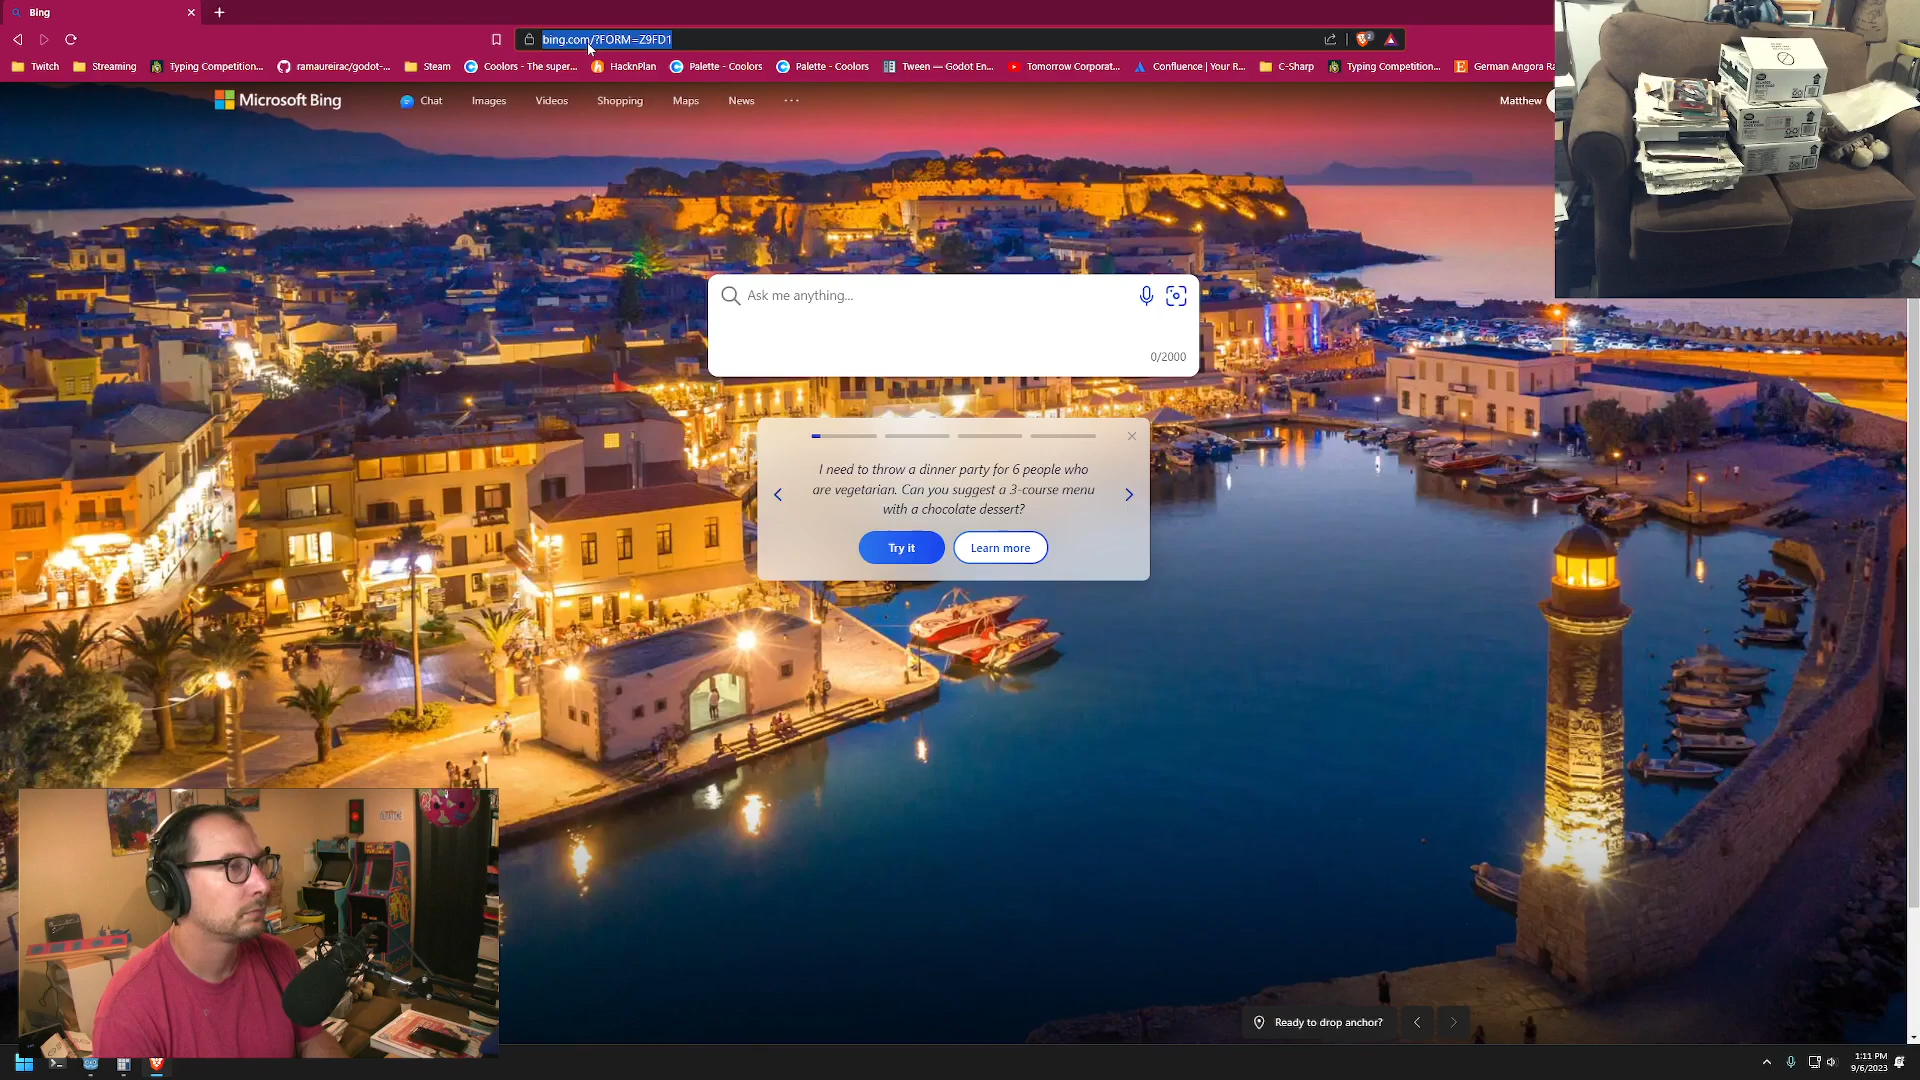 Bing
bing.com/?FORM=Z9FD1
2
Twitch
Streaming
Typing Competition...
ramaureirac/godot-...
Steam
Coolors - The super...
HacknPlan
Palette - Coolors
Palette - Coolors
Tween — Godot En...
Tomorrow Corporat...
Confluence | Your R...
C-Sharp
Typing Competition...
German Angora Ra
Microsoft Bing
Chat
Images
Videos
Shopping
Maps
News
Matthew
Ask me anything...
0/2000
I need to throw a dinner party for 6 people who
are vegetarian. Can you suggest a 3-course menu
with a chocolate dessert?
Try it
Learn more
Ready to drop anchor?
1:11 PM
9/6/2023